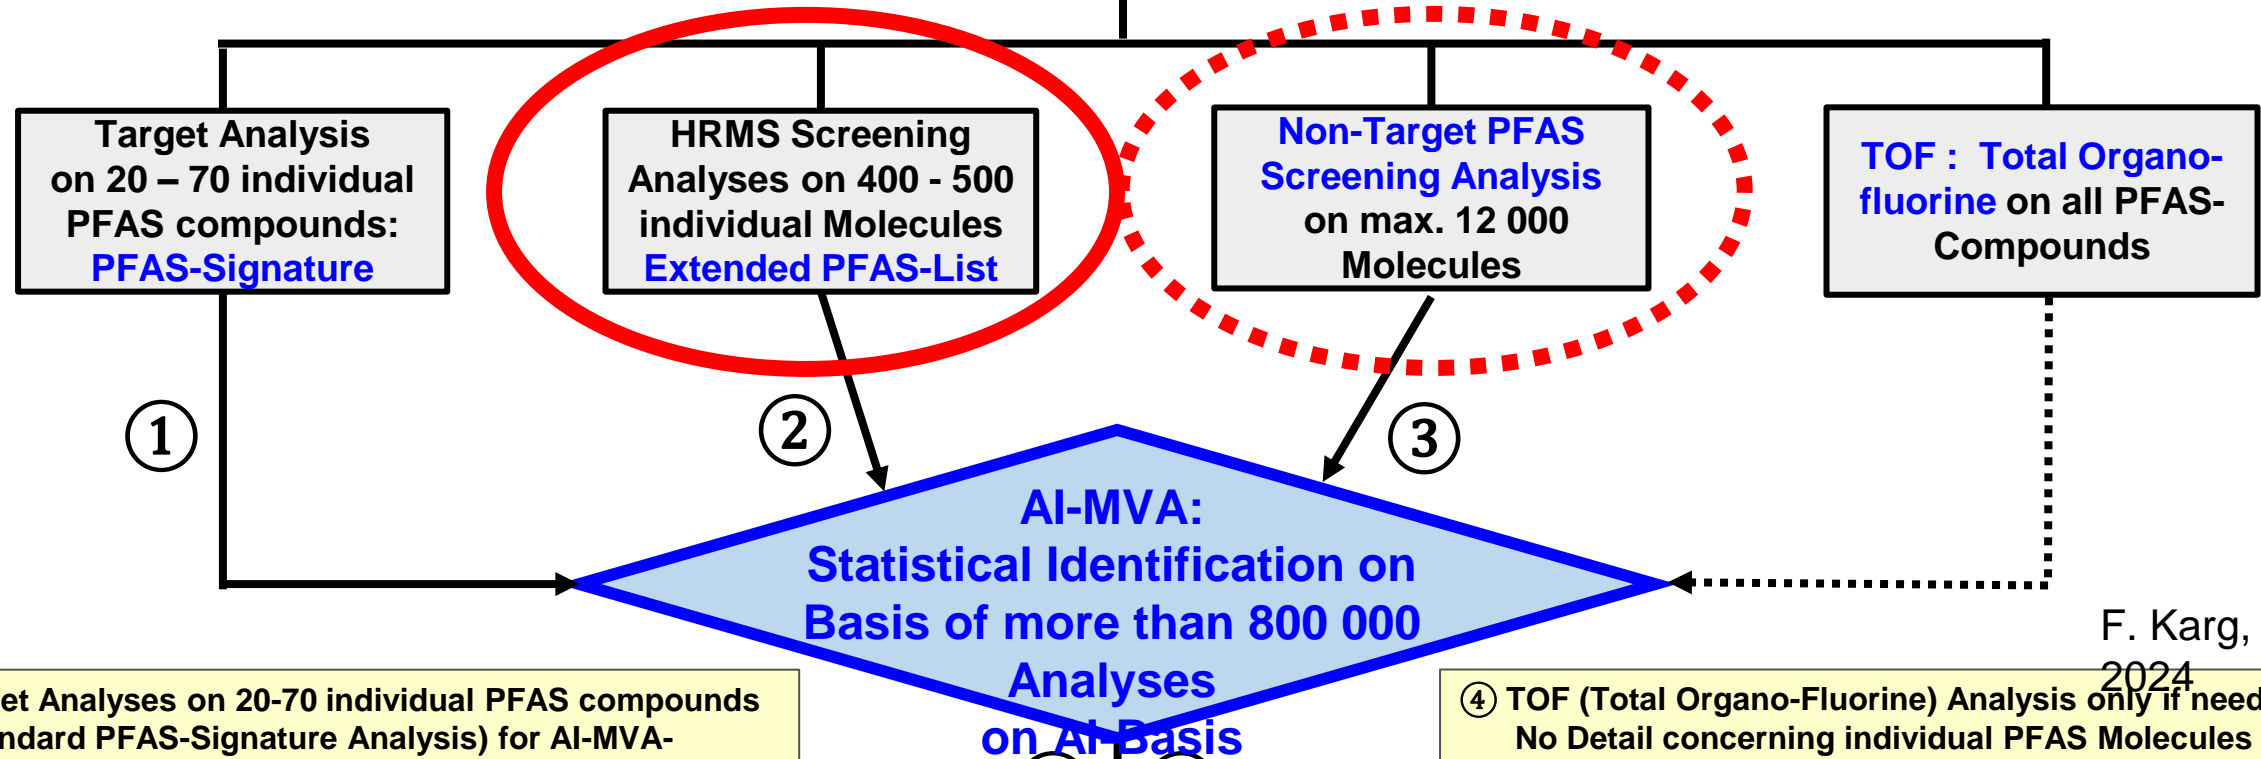 Target Analysis
on 20 – 70 individual
PFAS compounds:
PFAS-Signature
HRMS Screening
Analyses on 400 - 500
individual Molecules
Extended PFAS-List
Non-Target PFAS
Screening Analysis
on max. 12 000
Molecules
TOF : Total Organo-
fluorine on all PFAS-
Compounds
①
②
③
AI-MVA:
Statistical Identification on
Basis of more than 800 000
Analyses
on AI-Basis
F. Karg,
2024
et Analyses on 20-70 individual PFAS compounds
ndard PFAS-Signature Analysis) for AI-MVA-
④ TOF (Total Organo-Fluorine) Analysis only if need
No Detail concerning individual PFAS Molecules